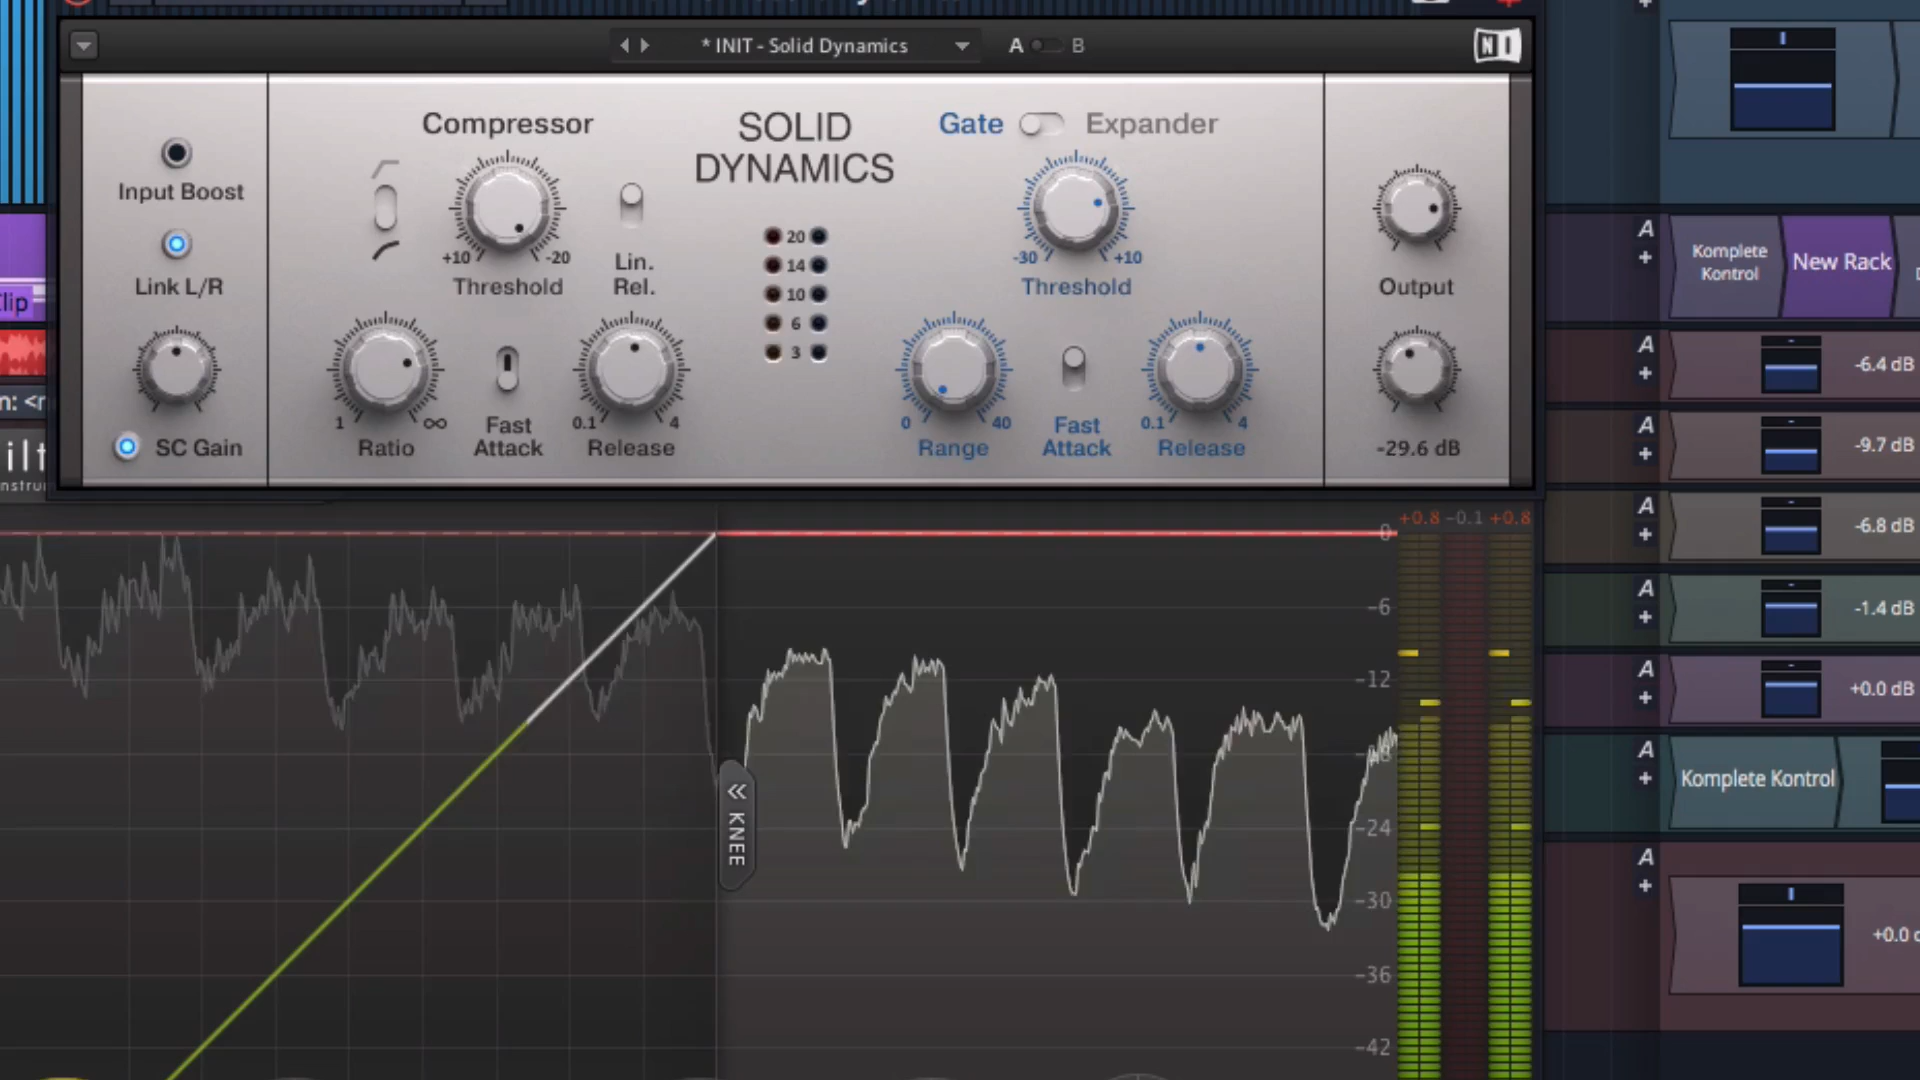 * INIT - Solid Dynamics
A B
NI
Compressor
SOLID
DYNAMICS
Gate Expander
Input Boost
Link L/R
SC Gain
+10 -20
Threshold
Lin.
Rel.
1 ∞
Ratio
Fast
Attack
0.1 4
Release
20
14
10
6
3
-30 +10
Threshold
0 40
Range
Fast
Attack
0.1 4
Release
Output
-29.6 dB
+0.8 -0.1 +0.8
0
-6
-12
-24
-30
-36
-42
« KNEE
A
+
Komplete
Kontrol
New Rack
A
+
-6.4 dB
A
+
-9.7 dB
A
+
-6.8 dB
A
+
-1.4 dB
A
+
+0.0 dB
A
+
Komplete Kontrol
A
+
+0.0